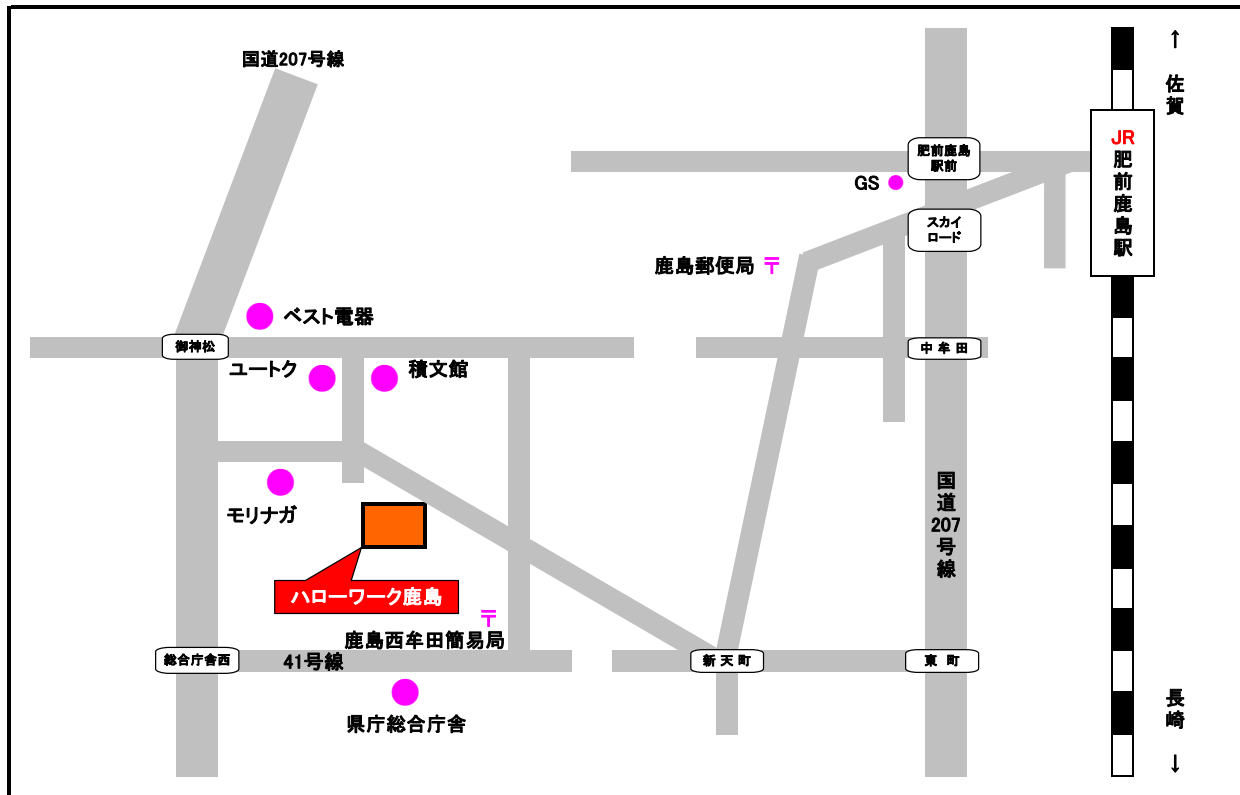 国道207号線
↑
佐賀
JR
肥前鹿島駅
肥前鹿島
駅前
GS
スカイ
ロード
鹿島郵便局 〒
ベスト電器
御神松
中牟田
ユートク
積文館
モリナガ
国道207号線
ハローワーク鹿島
〒
鹿島西牟田簡易局
総合庁舎西
41号線
新天町
東町
県庁総合庁舎
長崎
↓